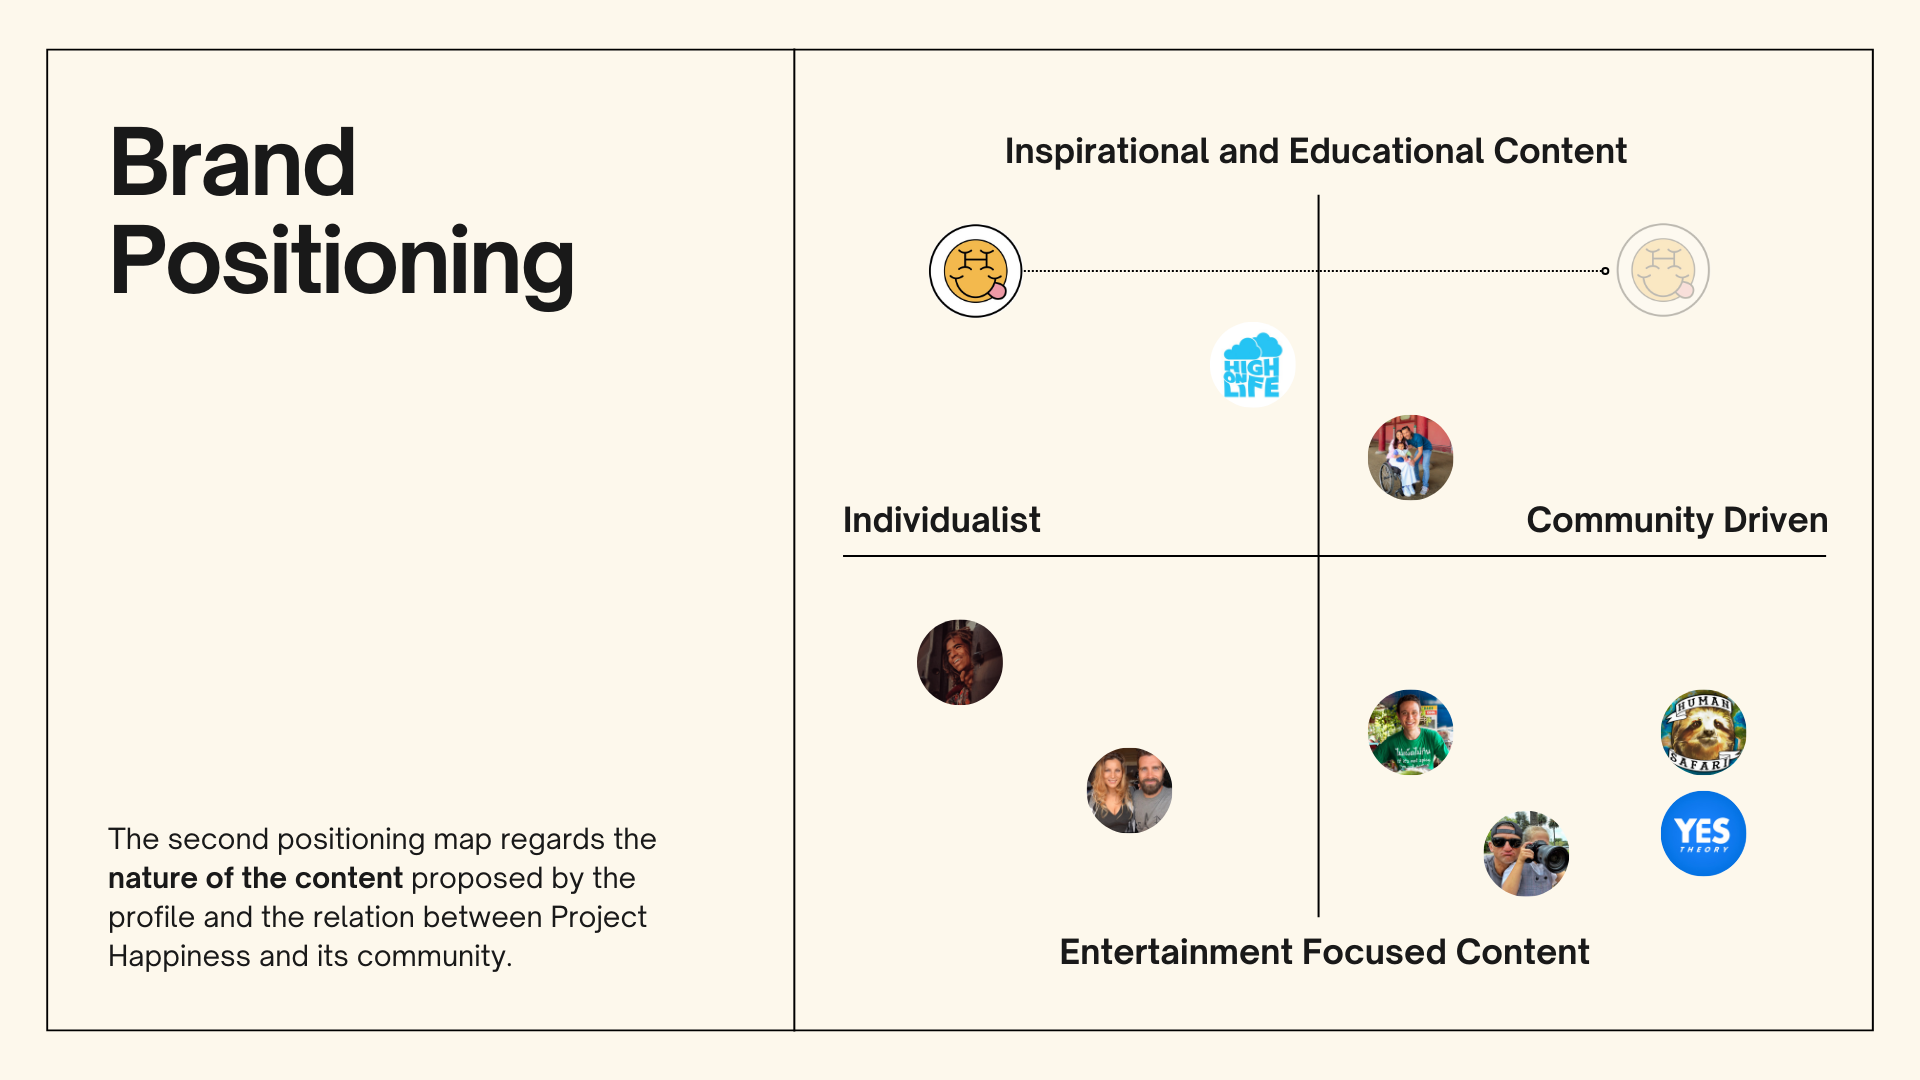 Brand
Positioning
The second positioning map regards the
nature of the content proposed by the
profile and the relation between Project
Happiness and its community.
Inspirational and Educational Content
HIGH
ON
LIFE
Individualist
Community Driven
HUMAN
SAFARI
YES
THEORY
Entertainment Focused Content